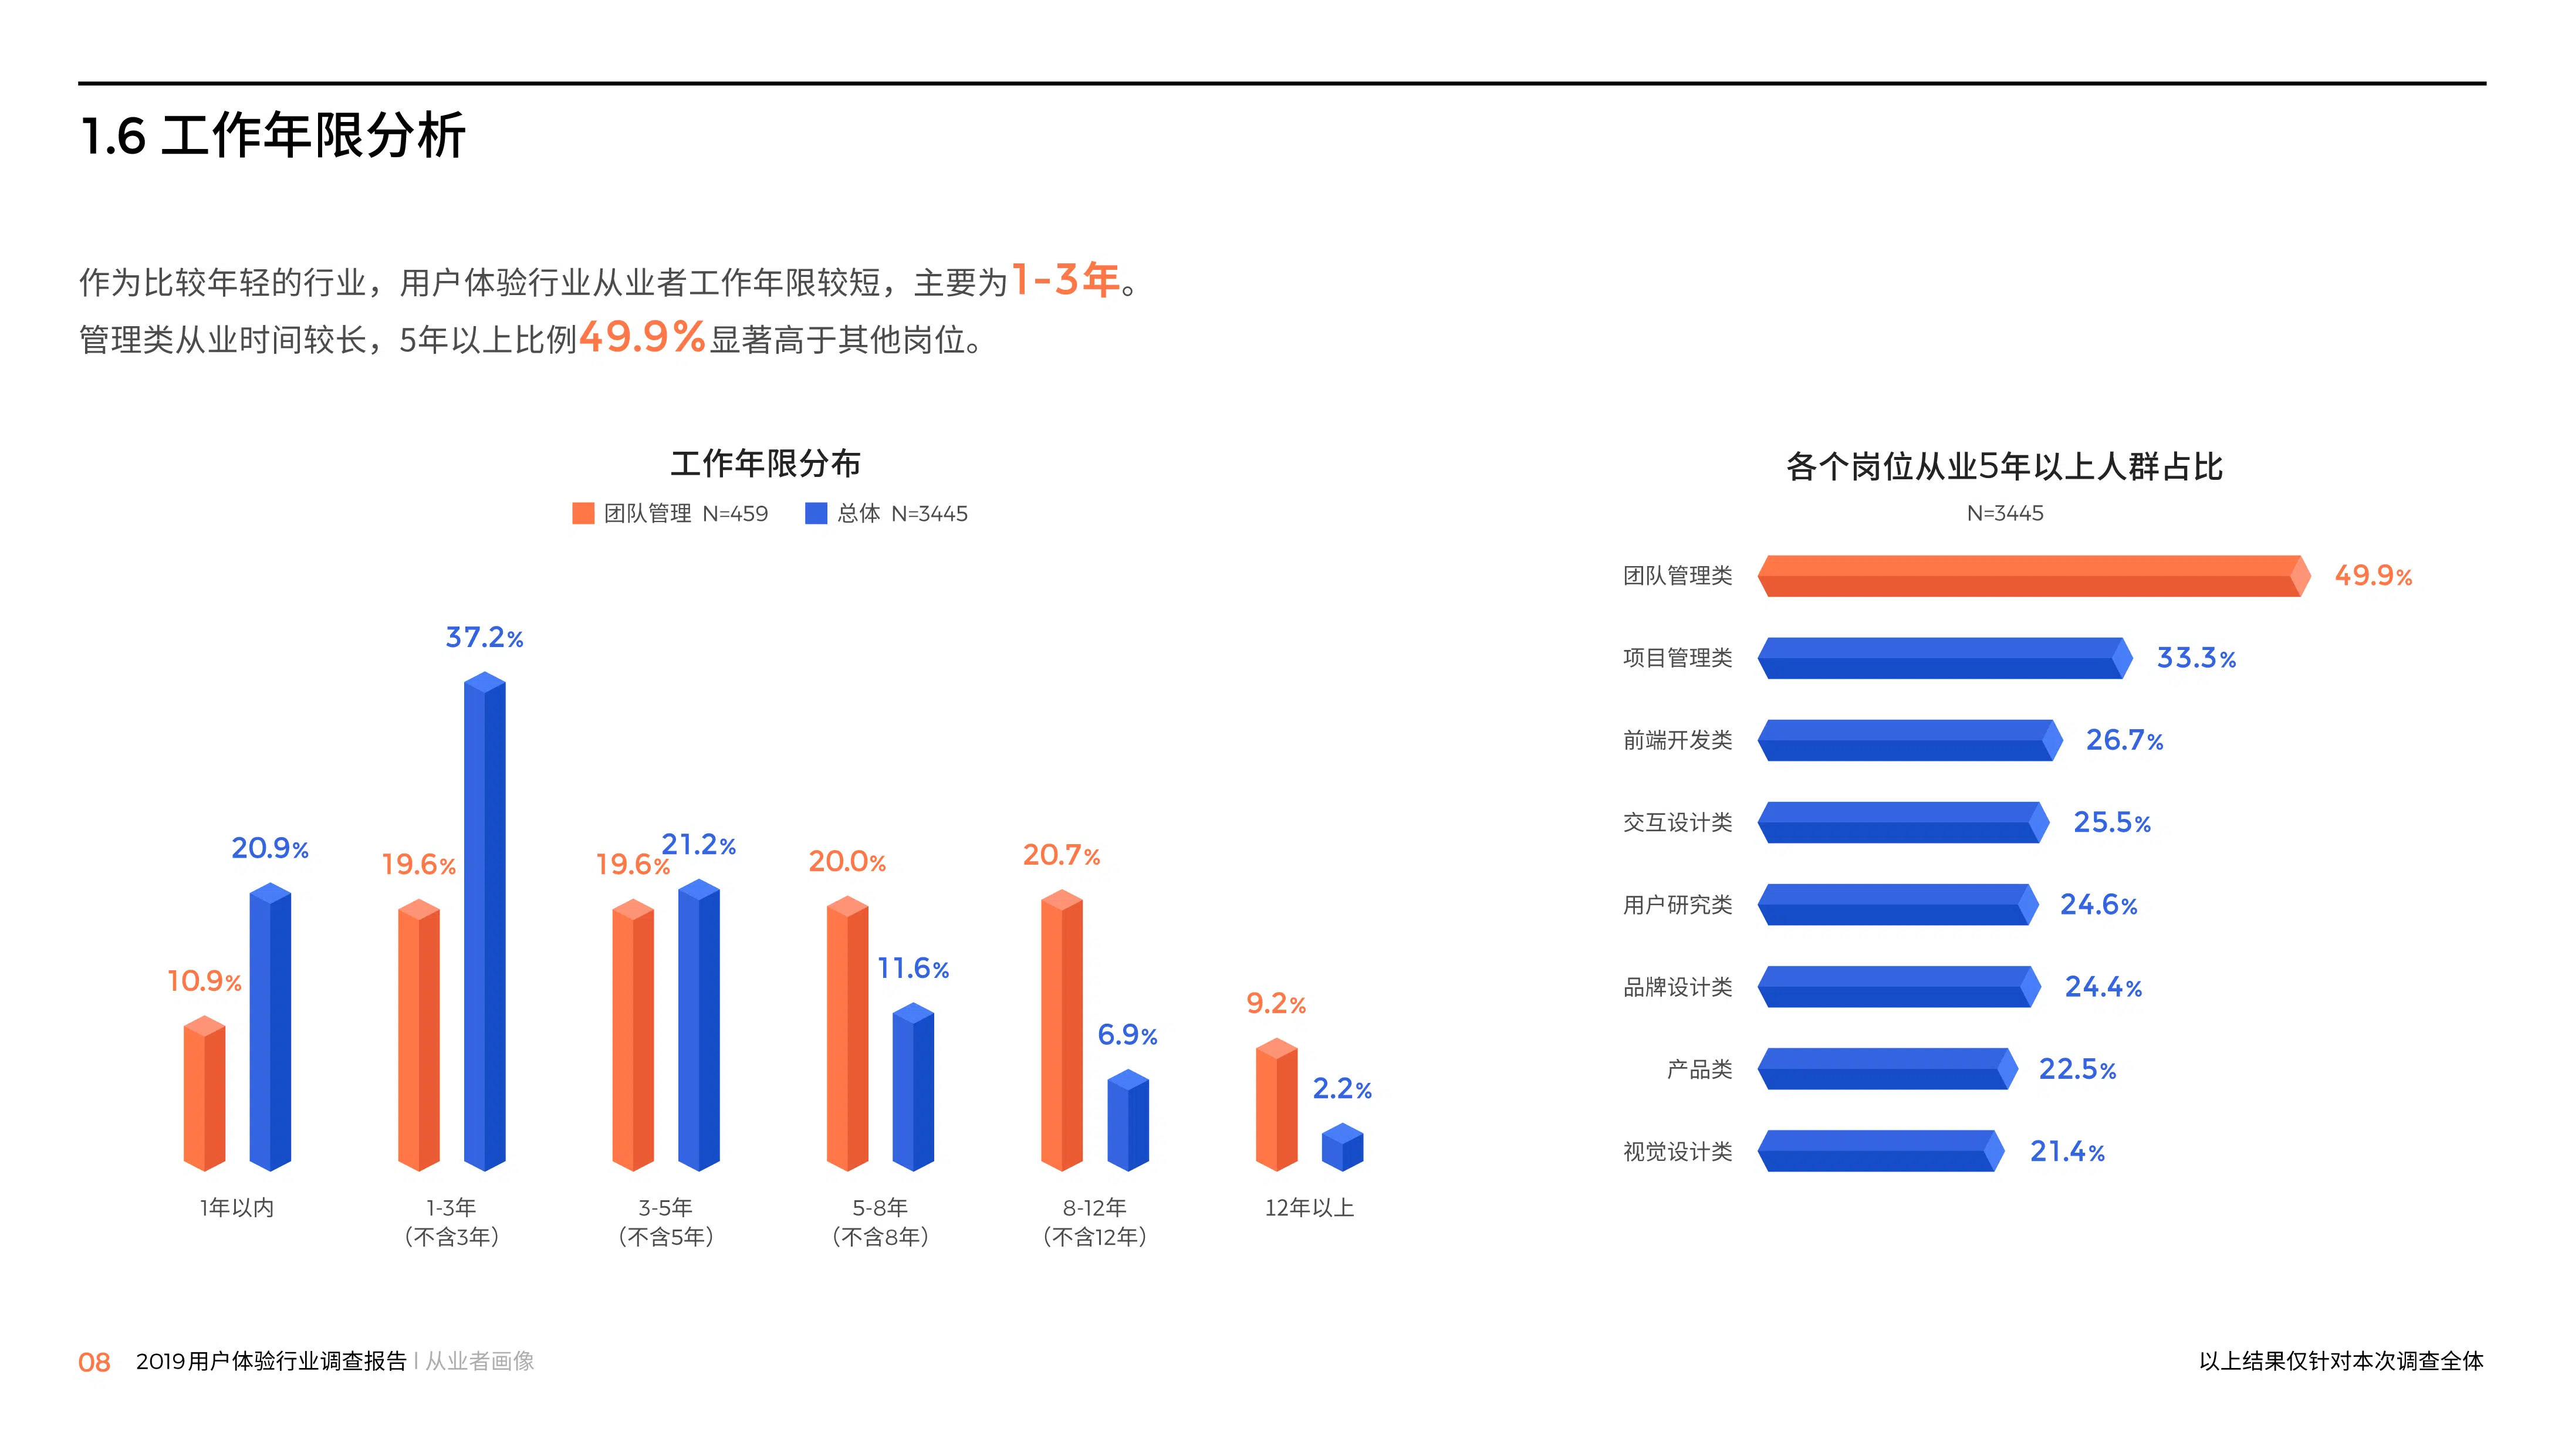 1.6 工作年限分析
作为比较年轻的行业，用户体验行业从业者工作年限较短，主要为1-3年。
管理类从业时间较长，5年以上比例49.9%显著高于其他岗位。
工作年限分布
团队管理 N=459 总体 N=3445
37.2%
20.9%
19.6%
19.6%
21.2%
20.0%
20.7%
10.9%
11.6%
6.9%
9.2%
2.2%
1年以内
1-3年
（不含3年）
3-5年
（不含5年）
5-8年
（不含8年）
8-12年
（不含12年）
12年以上
各个岗位从业5年以上人群占比
N=3445
团队管理类 49.9%
项目管理类 33.3%
前端开发类 26.7%
交互设计类 25.5%
用户研究类 24.6%
品牌设计类 24.4%
产品类 22.5%
视觉设计类 21.4%
08 2019用户体验行业调查报告 | 从业者画像
以上结果仅针对本次调查全体